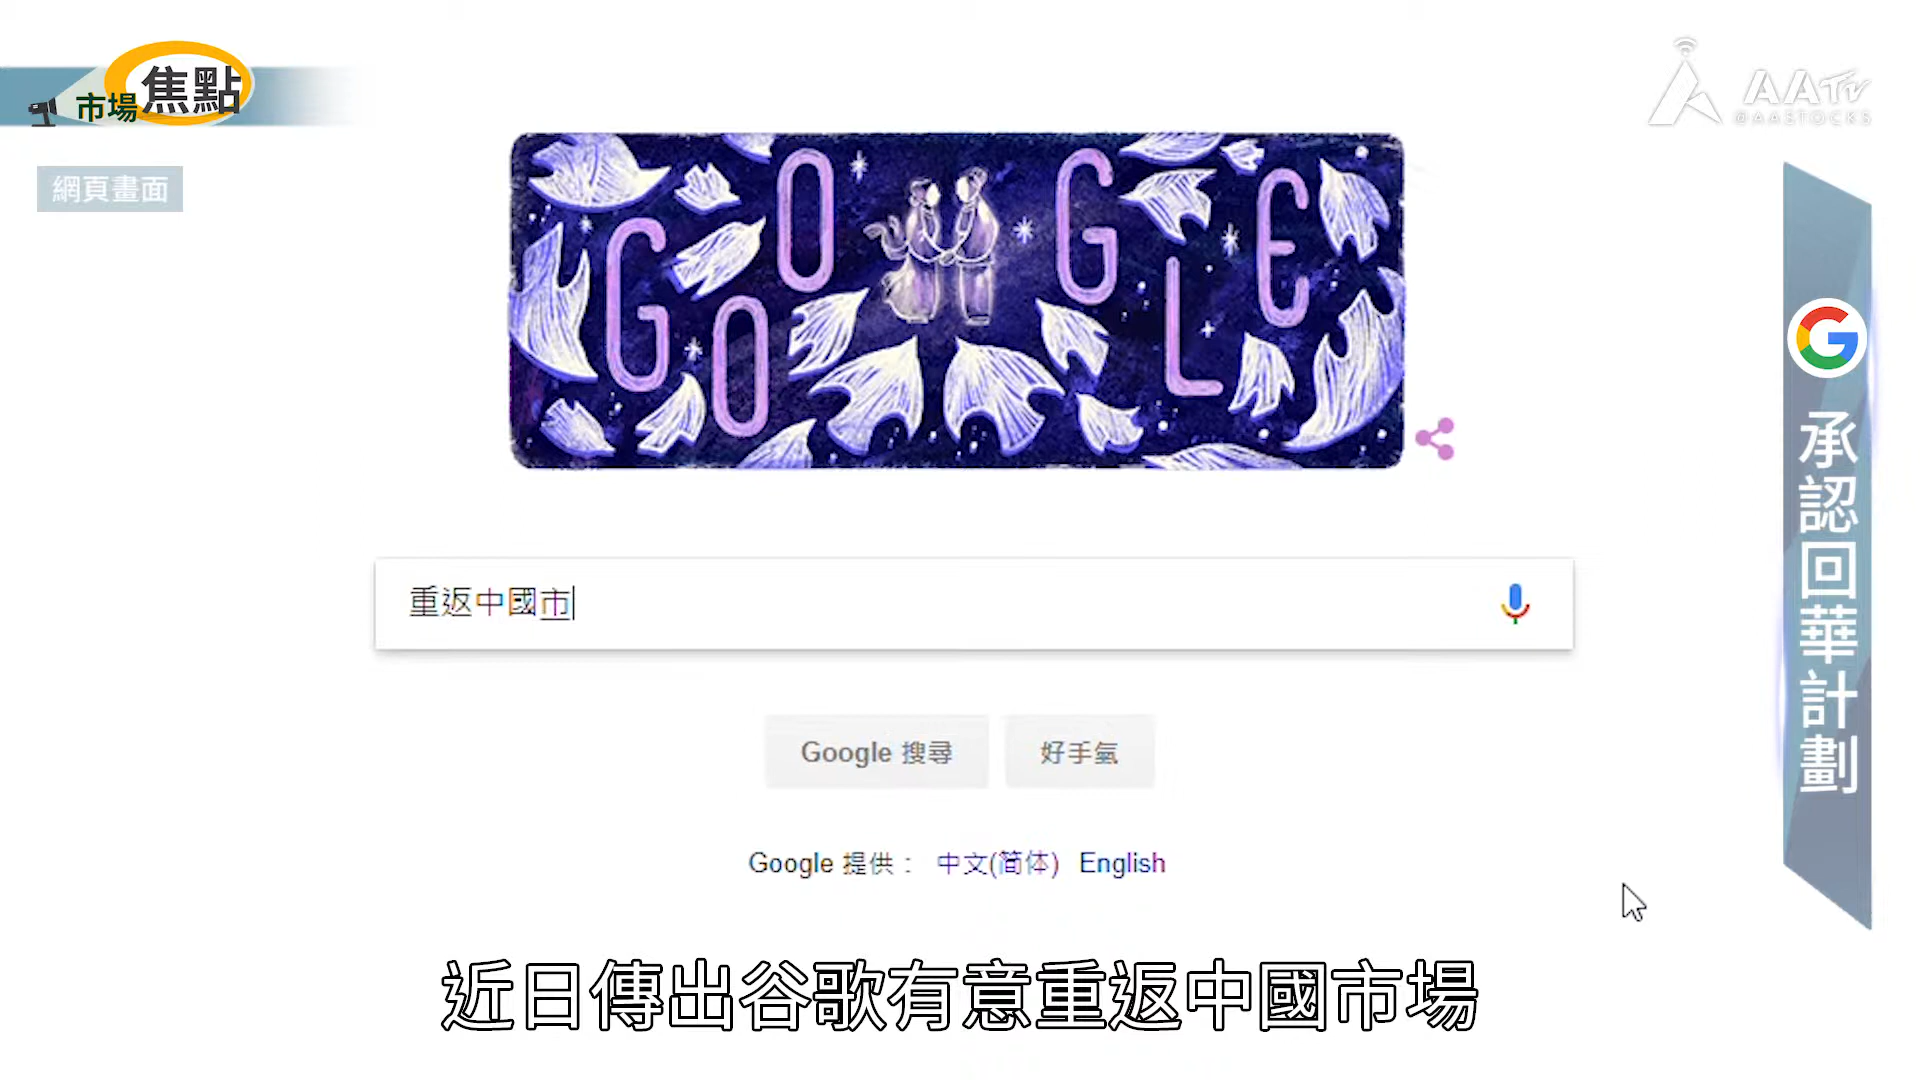 市場焦點
AATV
@AASTOCKS
網頁畫面
GOOGLE
承認回華計劃
重返中國市
Google 搜尋
好手氣
Google 提供： 中文(简体) English
近日傳出谷歌有意重返中國市場